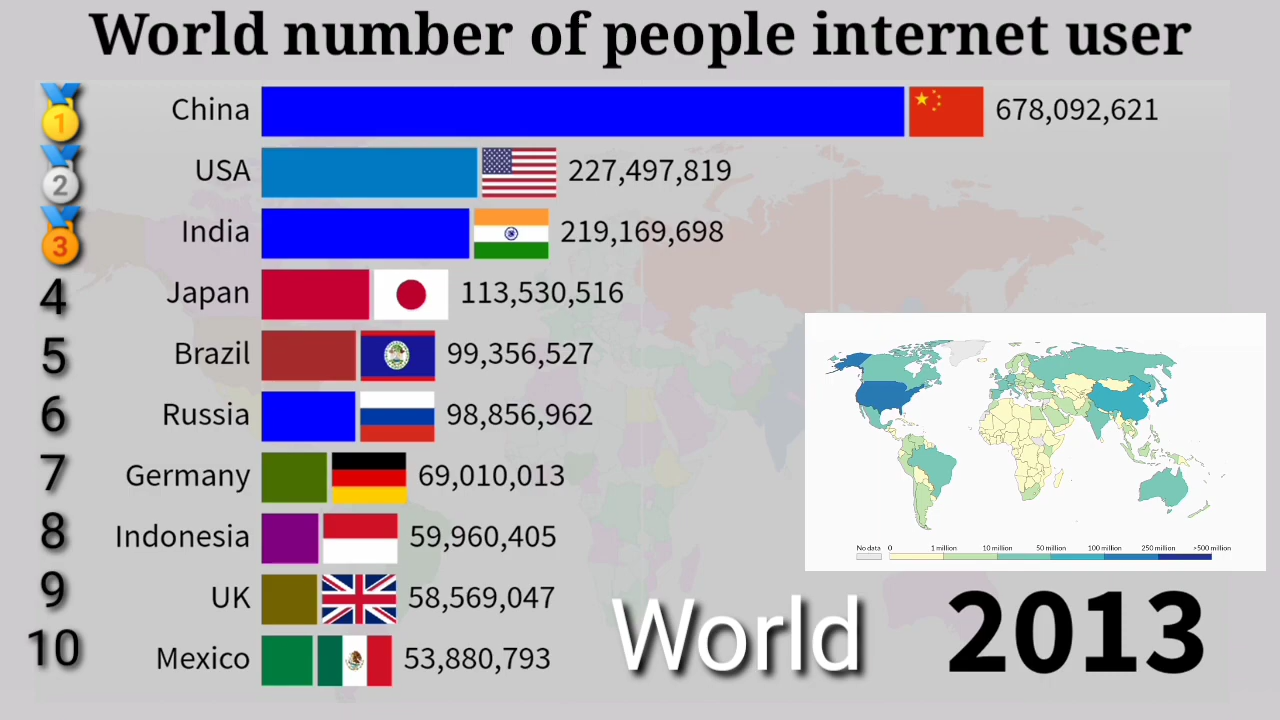 World number of people internet user
1 China 678,092,621
2 USA 227,497,819
3 India 219,169,698
4 Japan 113,530,516
5 Brazil 99,356,527
6 Russia 98,856,962
7 Germany 69,010,013
8 Indonesia 59,960,405
9 UK 58,569,047
10 Mexico 53,880,793
No data 0 1 million 10 million 50 million 100 million 250 million >500 million
World 2013